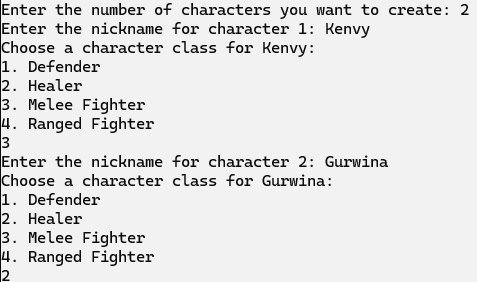 Enter the number of characters you want to create: 2
Enter the nickname for character 1: Kenvy
Choose a character class for Kenvy:
1. Defender
2. Healer
3. Melee Fighter
4. Ranged Fighter
3
Enter the nickname for character 2: Gurwina
Choose a character class for Gurwina:
1. Defender
2. Healer
3. Melee Fighter
4. Ranged Fighter
2